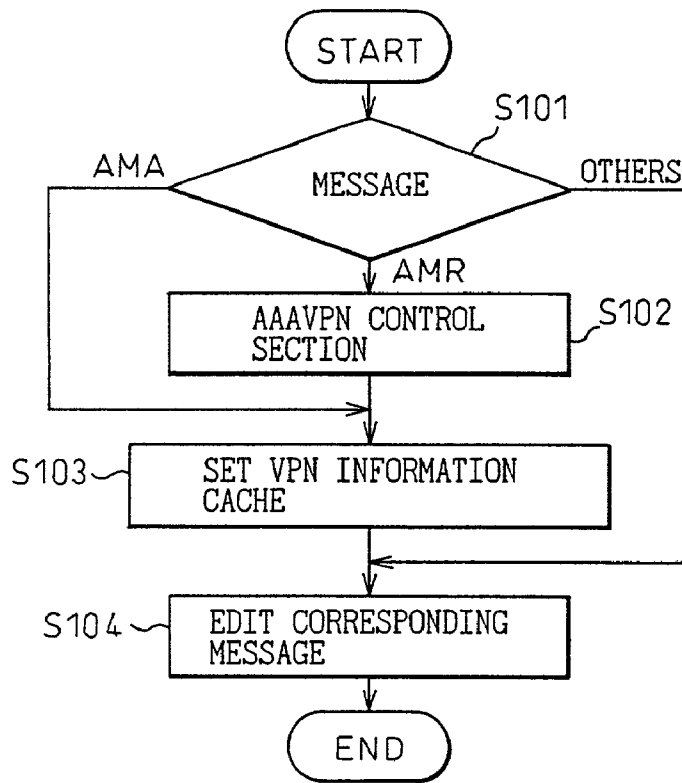 START
S101
AMA
MESSAGE
OTHERS
AMR
AAAVPN CONTROL
SECTION
S102
S103
SET VPN INFORMATION
CACHE
S104
EDIT CORRESPONDING
MESSAGE
END